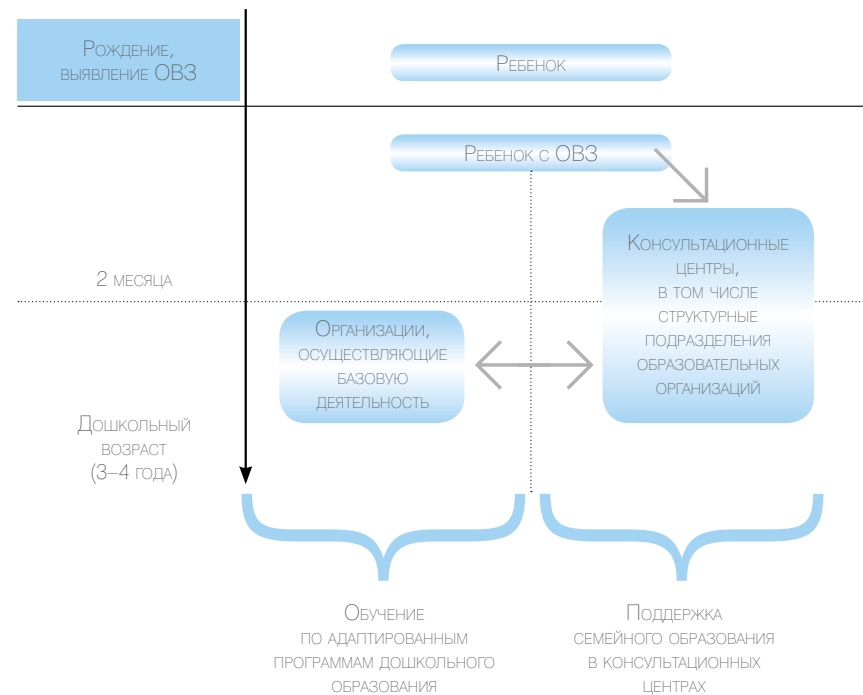 Рождение,
выявление ОВЗ
Ребенок
Ребенок с ОВЗ
Консультационные
центры,
в том числе
структурные
подразделения
образовательных
организаций
2 месяца
Организации,
осуществляющие
базовую
деятельность
Дошкольный
возраст
(3–4 года)
Обучение
по адаптированным
программам дошкольного
образования
Поддержка
семейного образования
в консультационных
центрах